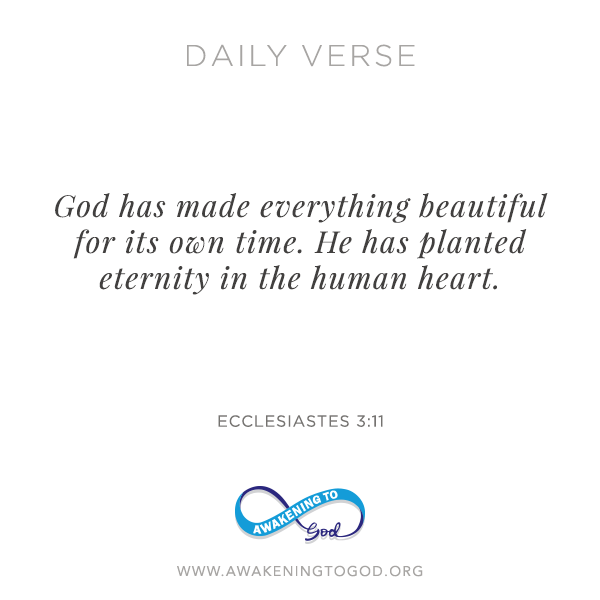 DAILY VERSE
God has made everything beautiful
for its own time. He has planted
eternity in the human heart.
ECCLESIASTES 3:11
AWAKENING TO
God
WWW.AWAKENINGTOGOD.ORG